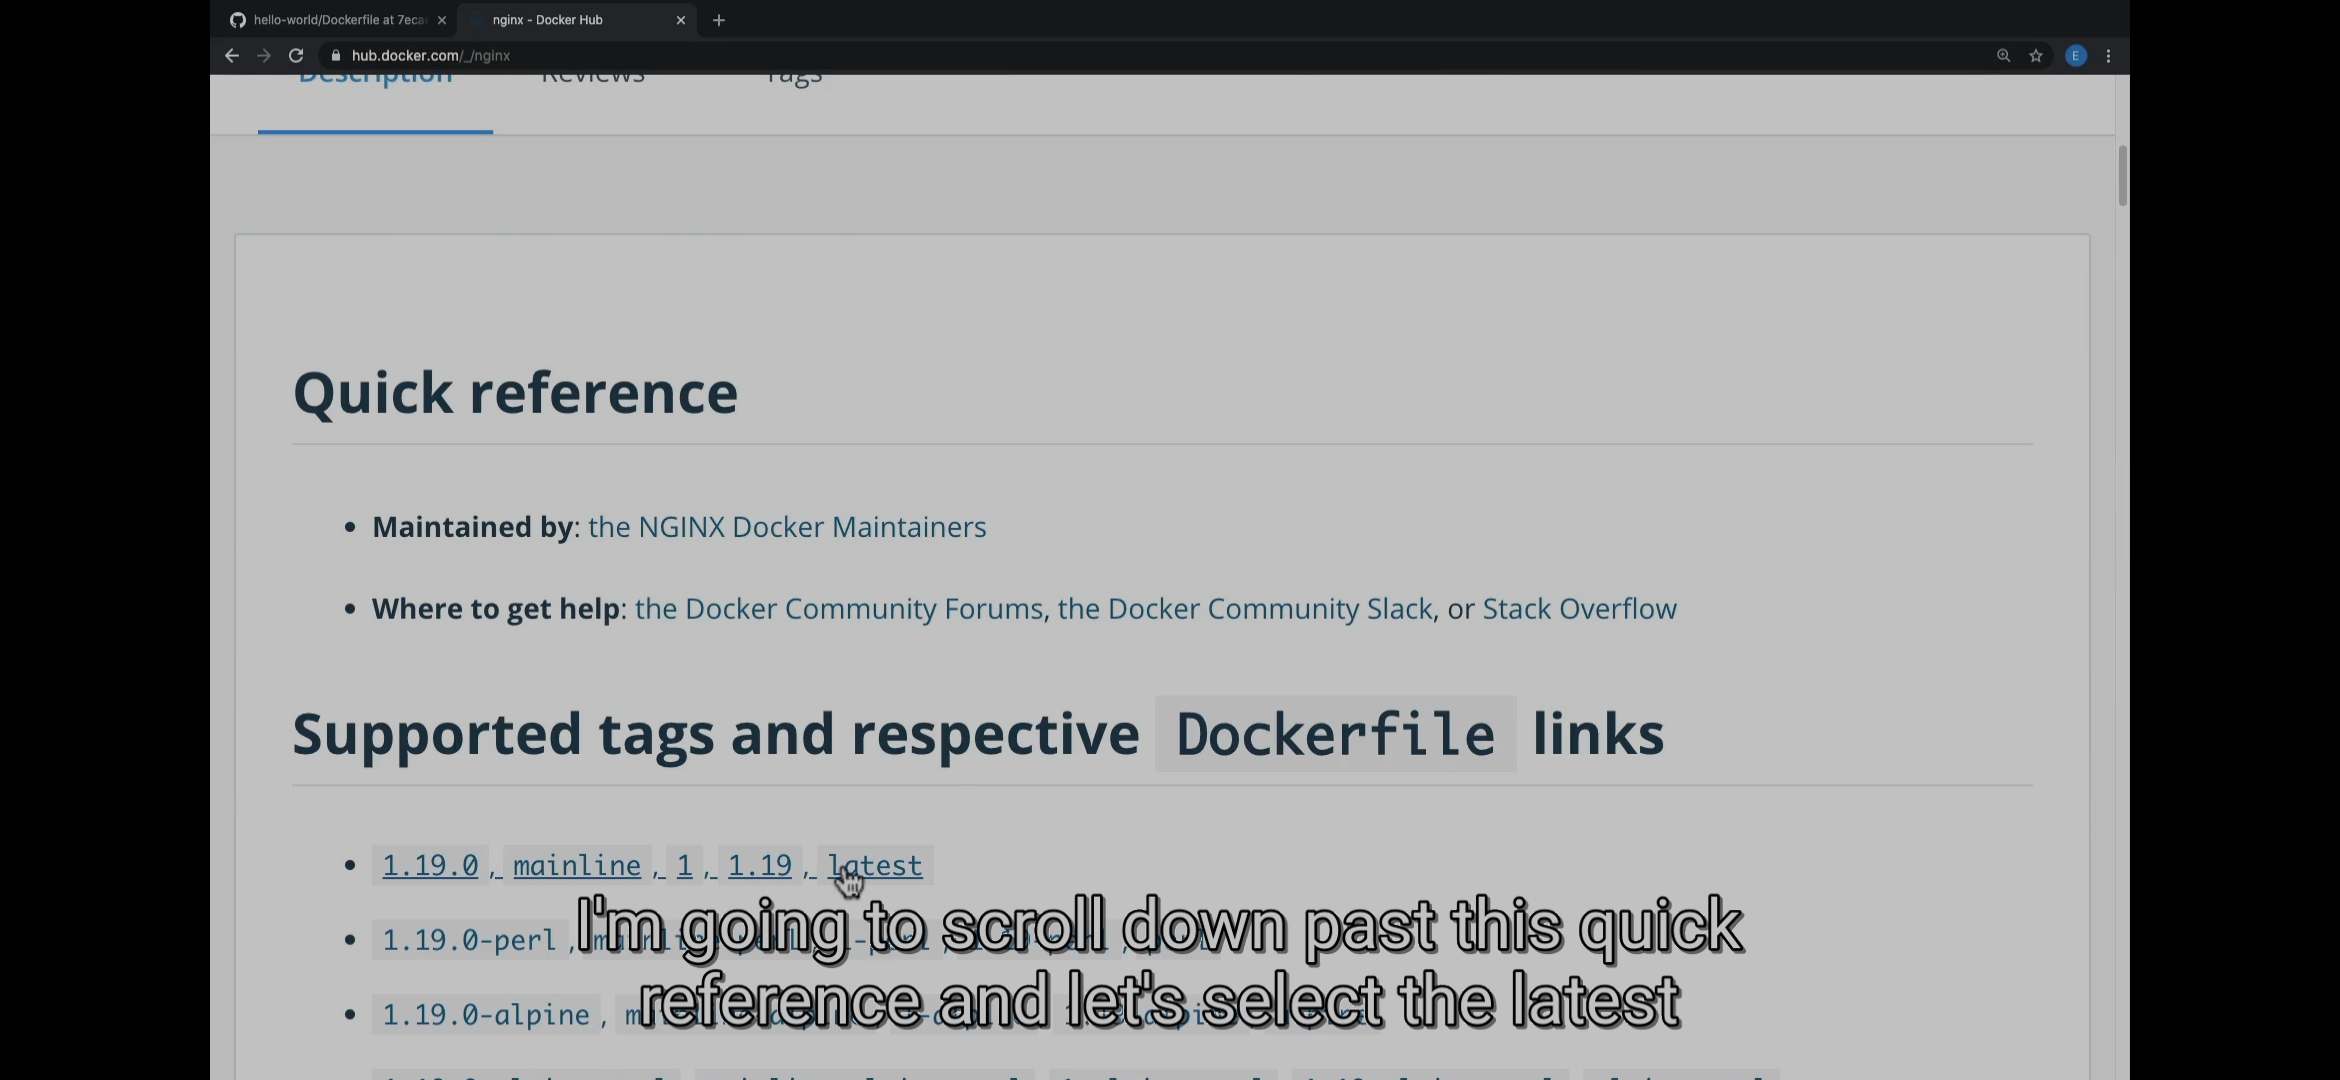 hello-world/Dockerfile at 7eca
nginx - Docker Hub
hub.docker.com/_/nginx
E
Description Reviews Tags
Quick reference
• Maintained by: the NGINX Docker Maintainers
• Where to get help: the Docker Community Forums, the Docker Community Slack, or Stack Overflow
Supported tags and respective Dockerfile links
• 1.19.0, mainline, 1, 1.19, latest
• 1.19.0-perl,
I'm going to scroll down past this quick
• 1.19.0-alpine,
reference and let's select the latest